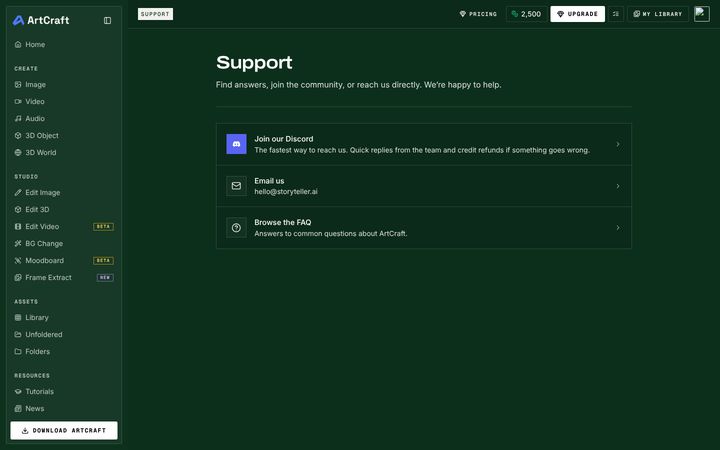 ArtCraft
Home
CREATE
Image
Video
Audio
3D Object
3D World
STUDIO
Edit Image
Edit 3D
Edit Video BETA
BG Change
Moodboard BETA
Frame Extract NEW
ASSETS
Library
Unfoldered
Folders
RESOURCES
Tutorials
News
DOWNLOAD ARTCRAFT
SUPPORT
PRICING
2,500
UPGRADE
MY LIBRARY
Support
Find answers, join the community, or reach us directly. We're happy to help.
Join our Discord
The fastest way to reach us. Quick replies from the team and credit refunds if something goes wrong.
Email us
hello@storyteller.ai
Browse the FAQ
Answers to common questions about ArtCraft.